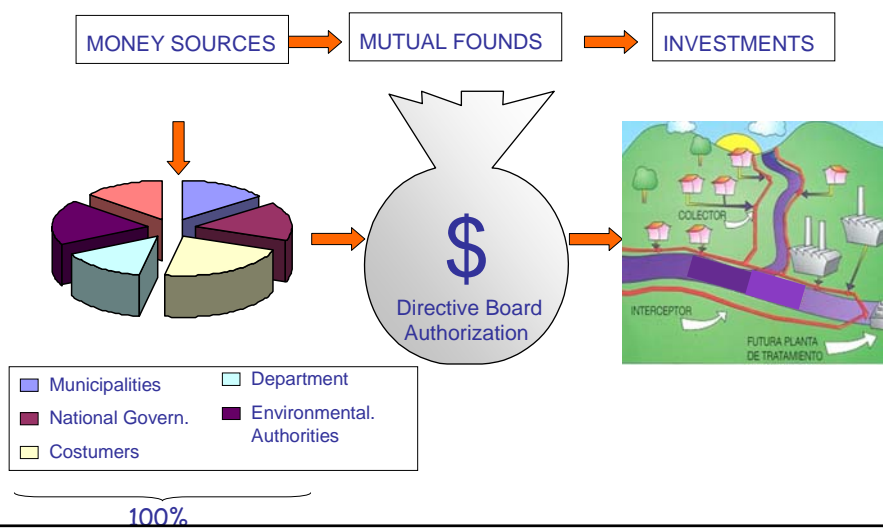 MONEY SOURCES
MUTUAL FOUNDS
INVESTMENTS
$
Directive Board
Authorization
COLECTOR
INTERCEPTOR
FUTURA PLANTA
DE TRATAMIENTO
Municipalities
National Govern.
Costumers
Department
Environmental.
Authorities
100%